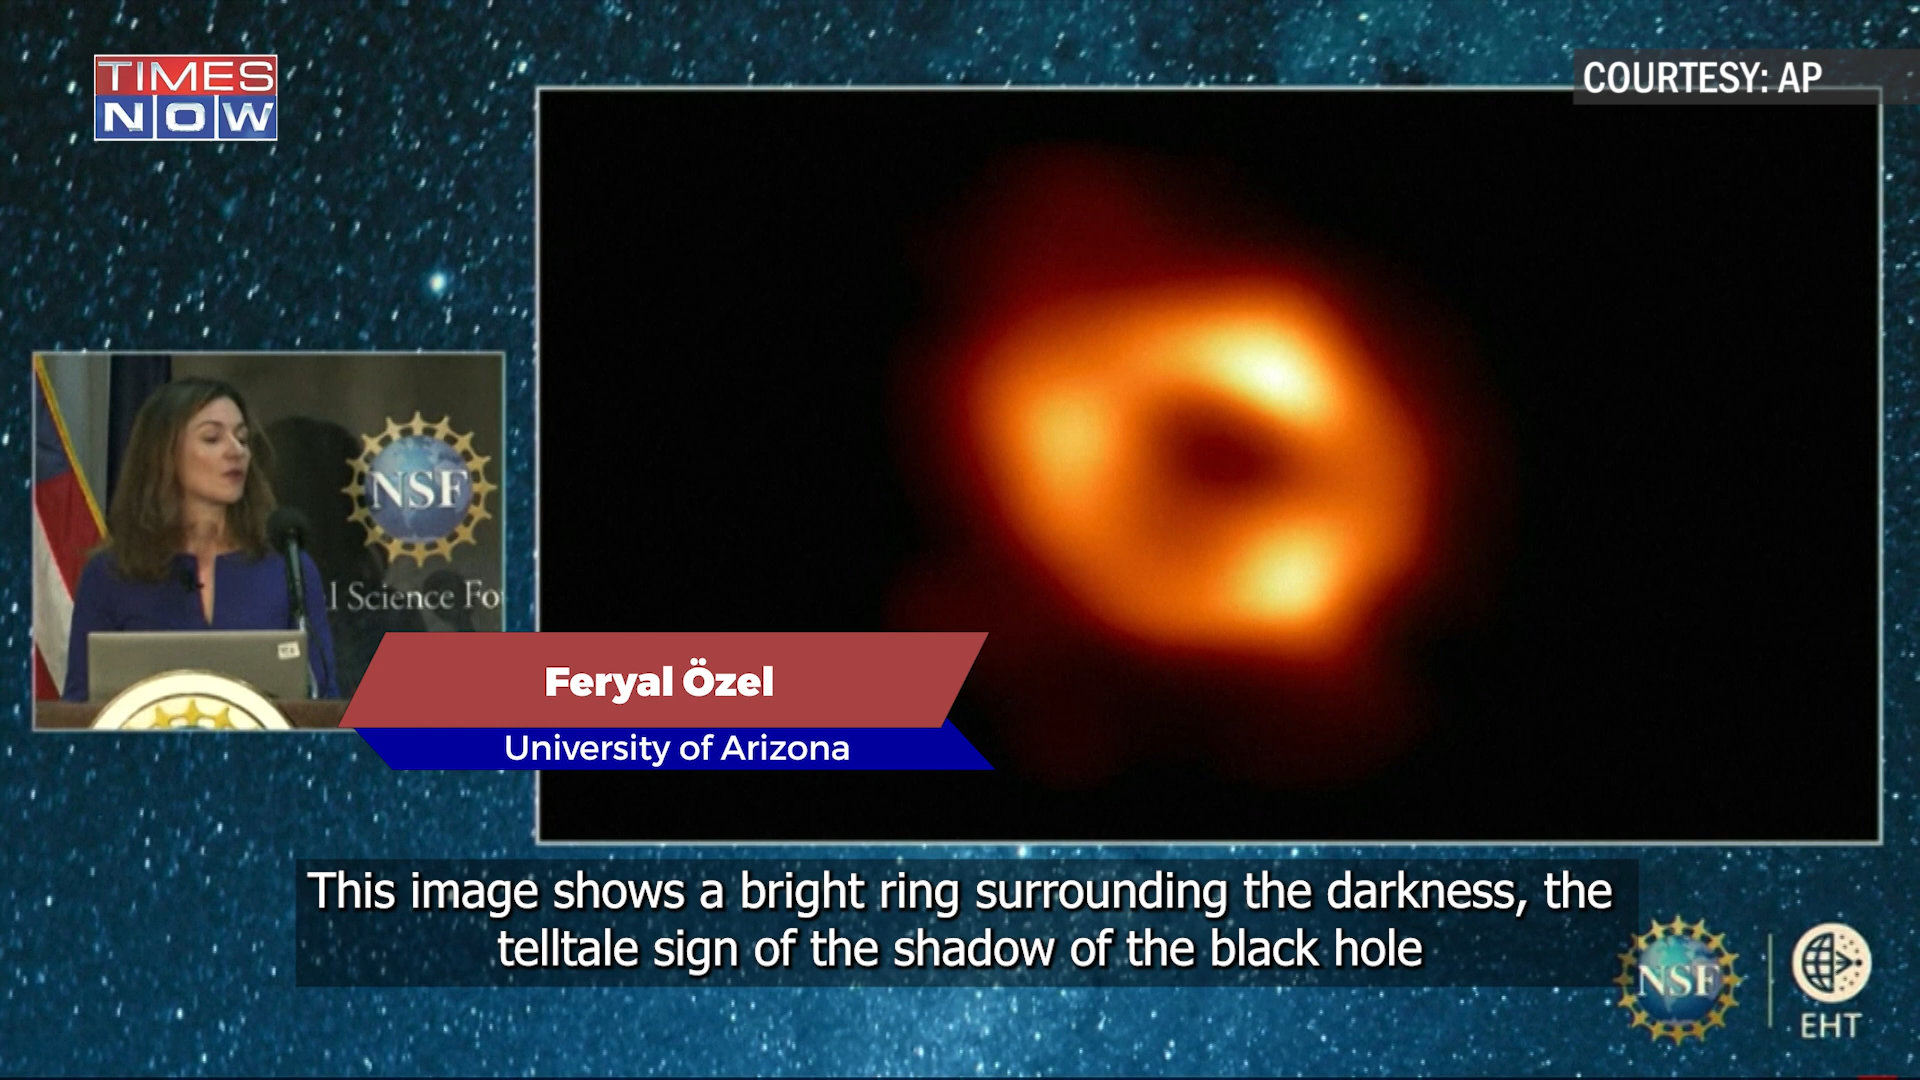 TIMES
NOW
COURTESY: AP
NSF
l Science Fo
Feryal Özel
University of Arizona
This image shows a bright ring surrounding the darkness, the
telltale sign of the shadow of the black hole
NSF
EHT